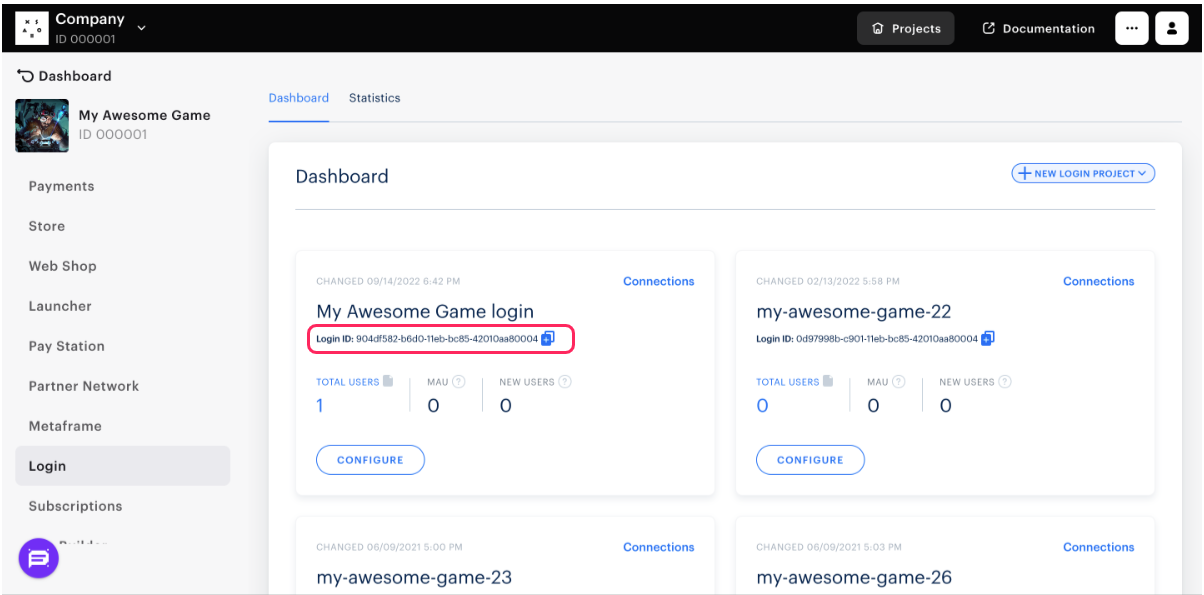 Company
ID 000001
Projects
Documentation
Dashboard
My Awesome Game
ID 000001
Payments
Store
Web Shop
Launcher
Pay Station
Partner Network
Metaframe
Login
Subscriptions
Builder
Dashboard Statistics
Dashboard
NEW LOGIN PROJECT
CHANGED 09/14/2022 6:42 PM
Connections
My Awesome Game login
Login ID: 904df582-b6d0-11eb-bc85-42010aa80004
TOTAL USERS MAU ? NEW USERS ?
1 0 0
CONFIGURE
CHANGED 02/13/2022 5:58 PM
Connections
my-awesome-game-22
Login ID: 0d97998b-c901-11eb-bc85-42010aa80004
TOTAL USERS MAU ? NEW USERS ?
0 0 0
CONFIGURE
CHANGED 06/09/2021 5:00 PM
Connections
my-awesome-game-23
CHANGED 06/09/2021 5:03 PM
Connections
my-awesome-game-26